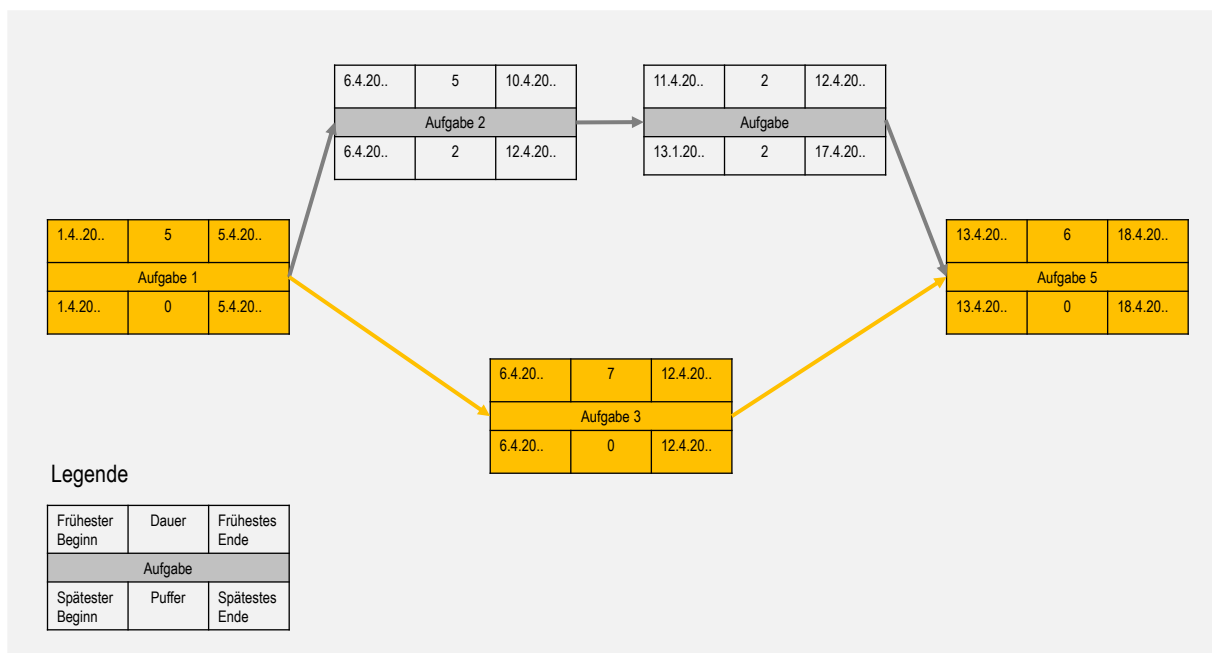 6.4.20.. 5 10.4.20..
Aufgabe 2
6.4.20.. 2 12.4.20..
11.4.20.. 2 12.4.20..
Aufgabe
13.1.20.. 2 17.4.20..
1.4..20.. 5 5.4.20..
Aufgabe 1
1.4.20.. 0 5.4.20..
13.4.20.. 6 18.4.20..
Aufgabe 5
13.4.20.. 0 18.4.20..
6.4.20.. 7 12.4.20..
Aufgabe 3
6.4.20.. 0 12.4.20..
Legende
Frühester Dauer Frühestes
Beginn Ende
Aufgabe
Spätester Puffer Spätestes
Beginn Ende